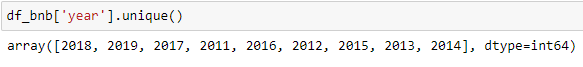 df_bnb['year'].unique()
array([2018, 2019, 2017, 2011, 2016, 2012, 2015, 2013, 2014], dtype=int64)